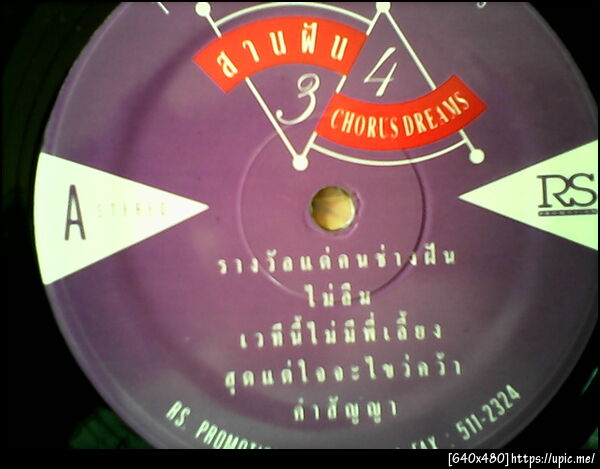 สานฝัน
3 4
CHORUS DREAMS
A STEREO
RS
PROMOTION
รางวัลแด่คนช่างฝัน
ไม่ลืม
เวทีนี้ไม่มีพี่เลี้ยง
สุดแต่ใจจะไขว่คว้า
คำสัญญา
RS. PROMOTION FAX : 511-2324
[640x480]https://upic.me/